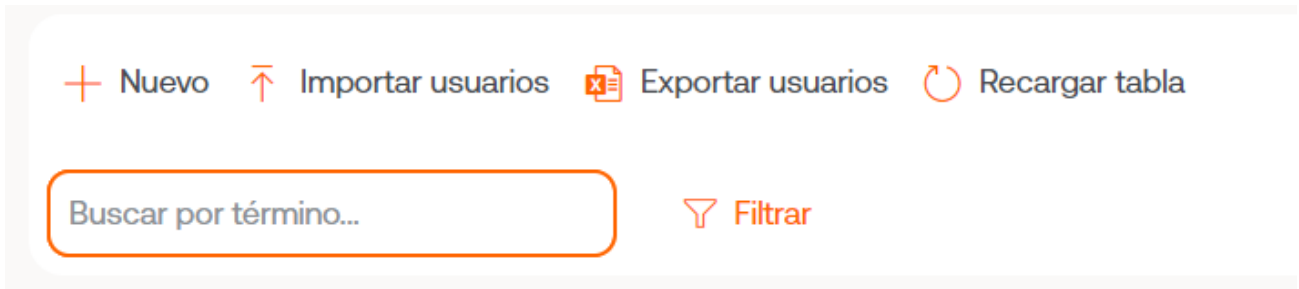 Nuevo Importar usuarios Exportar usuarios Recargar tabla
Buscar por término... Filtrar